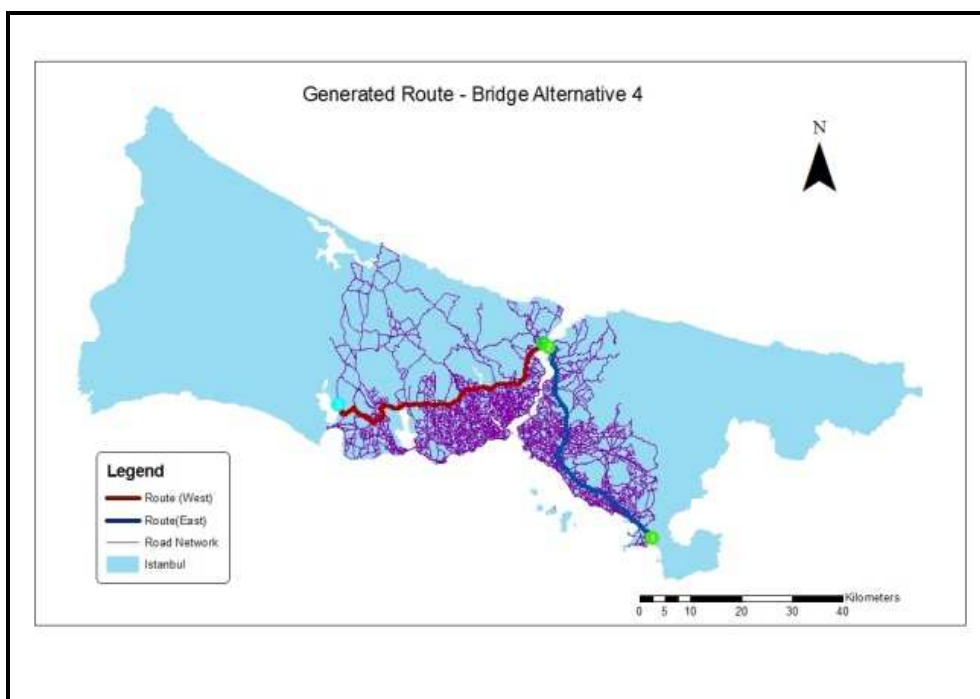 Generated Route - Bridge Alternative 4
N
Legend
Route (West)
Route(East)
Road Network
Istanbul
Kilometers
0 5 10 20 30 40